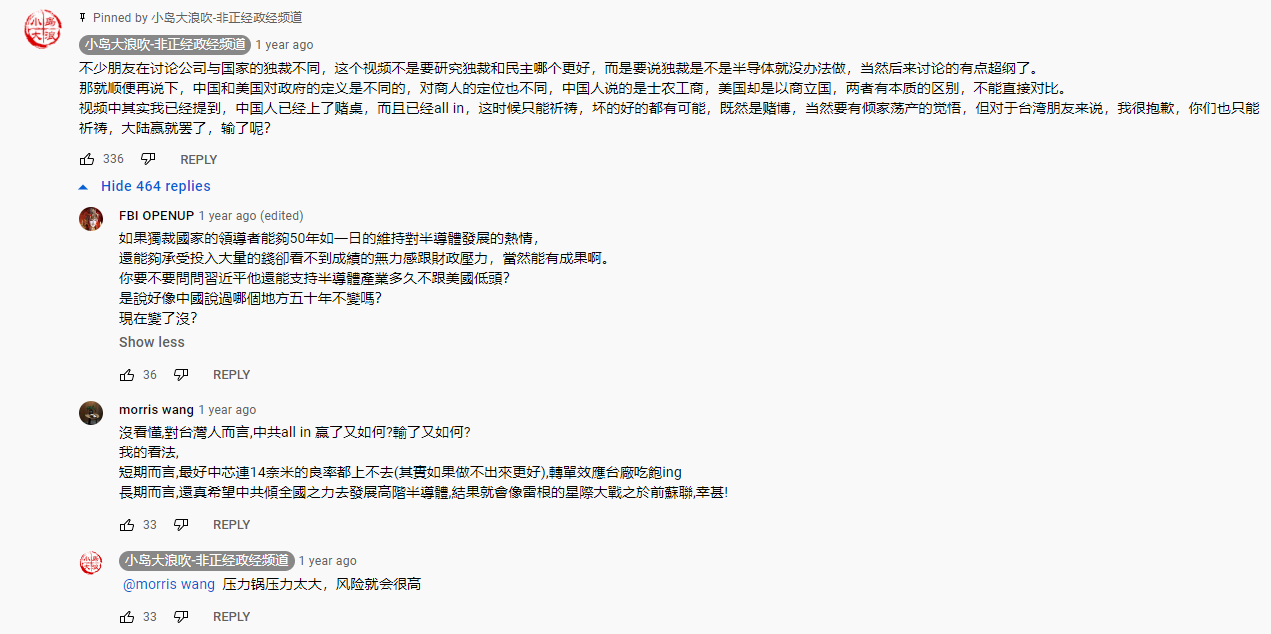 Pinned by 小岛大浪吹-非正经政经频道
小岛大浪吹-非正经政经频道 1 year ago
不少朋友在讨论公司与国家的独裁不同，这个视频不是要研究独裁和民主哪个更好，而是要说独裁是不是半导体就没办法做，当然后来讨论的有点超纲了。
那就顺便再说下，中国和美国对政府的定义是不同的，对商人的定位也不同，中国人说的是士农工商，美国却是以商立国，两者有本质的区别，不能直接对比。
视频中其实我已经提到，中国人已经上了赌桌，而且已经all in，这时候只能祈祷，坏的好的都有可能，既然是赌博，当然要有倾家荡产的觉悟，但对于台湾朋友来说，我很抱歉，你们也只能
祈祷，大陆赢就罢了，输了呢？
336 REPLY
Hide 464 replies
FBI OPENUP 1 year ago (edited)
如果獨裁國家的領導者能夠50年如一日的維持對半導體發展的熱情，
還能夠承受投入大量的錢卻看不到成績的無力感跟財政壓力，當然能有成果啊。
你要不要問問習近平他還能支持半導體產業多久不跟美國低頭?
是說好像中國說過哪個地方五十年不變嗎?
現在變了沒?
Show less
36 REPLY
morris wang 1 year ago
沒看懂,對台灣人而言,中共all in 贏了又如何?輸了又如何?
我的看法,
短期而言,最好中芯連14奈米的良率都上不去(其實如果做不出來更好),轉單效應台廠吃飽ing
長期而言,還真希望中共傾全國之力去發展高階半導體,結果就會像雷根的星際大戰之於前蘇聯,幸甚!
33 REPLY
小岛大浪吹-非正经政经频道 1 year ago
@morris wang 压力锅压力太大，风险就会很高
33 REPLY